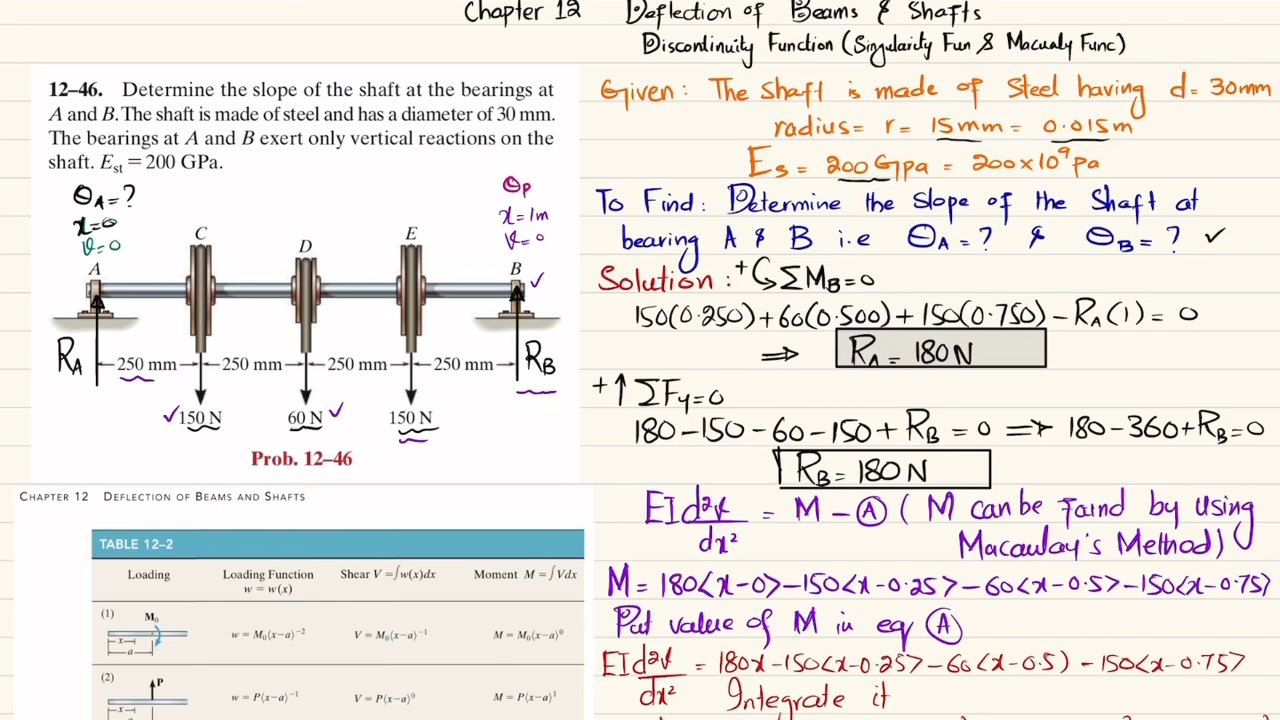 Chapter 12 Deflection of Beams & Shafts
Discontinuity Function (Singularity Fun & Macualy Func)
12–46. Determine the slope of the shaft at the bearings at
A and B. The shaft is made of steel and has a diameter of 30 mm.
The bearings at A and B exert only vertical reactions on the
shaft. Est = 200 GPa.
θA = ?
x=0
v=0
θP
x=1m
v=0
A
C
D
E
B
RA
250 mm
250 mm
250 mm
250 mm
RB
150 N
60 N
150 N
Prob. 12–46
Given: The Shaft is made of Steel having d= 30mm
radius= r= 15mm= 0.015m
Es = 200 Gpa = 200x10⁹ pa
To Find: Determine the slope of the Shaft at
bearing A & B i.e θA = ? & θB = ? ✓
Solution: +↺ ΣMB=0
150(0.250)+60(0.500)+150(0.750)-RA(1)= 0
⇒ RA = 180N
+↑ ΣFy=0
180-150-60-150+RB = 0 ⇒ 180-360+RB=0
RB= 180N
EI d²v/dx² = M - Ⓐ ( M can be found by using
Macaulay's Method)
M= 180<x-0>-150<x-0.25>-60<x-0.5>-150<x-0.75>
Put value of M in eq Ⓐ
EI d²v/dx² = 180x-150<x-0.25>-60<x-0.5) - 150<x-0.75>
Integrate it
CHAPTER 12 DEFLECTION OF BEAMS AND SHAFTS
TABLE 12–2
Loading
Loading Function
w = w(x)
Shear V = ∫w(x)dx
Moment M = ∫Vdx
(1)
M₀
x
a
w = M₀⟨x−a⟩⁻²
V = M₀⟨x−a⟩⁻¹
M = M₀⟨x−a⟩⁰
(2)
P
x
w = P⟨x−a⟩⁻¹
V = P⟨x−a⟩⁰
M = P⟨x−a⟩¹